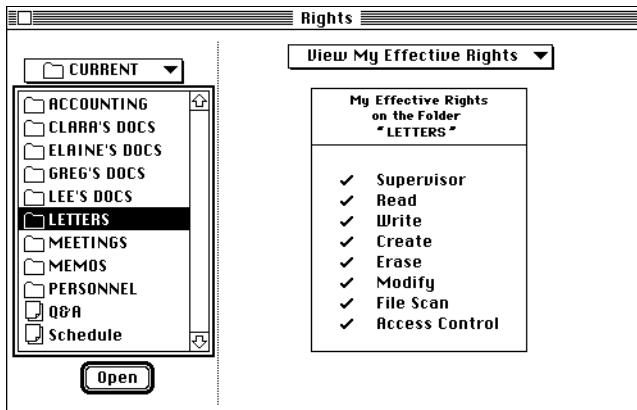 Rights
CURRENT
ACCOUNTING
CLARA'S DOCS
ELAINE'S DOCS
GREG'S DOCS
LEE'S DOCS
LETTERS
MEETINGS
MEMOS
PERSONNEL
Q&A
Schedule
Open
View My Effective Rights
My Effective Rights
on the Folder
"LETTERS"
Supervisor
Read
Write
Create
Erase
Modify
File Scan
Access Control